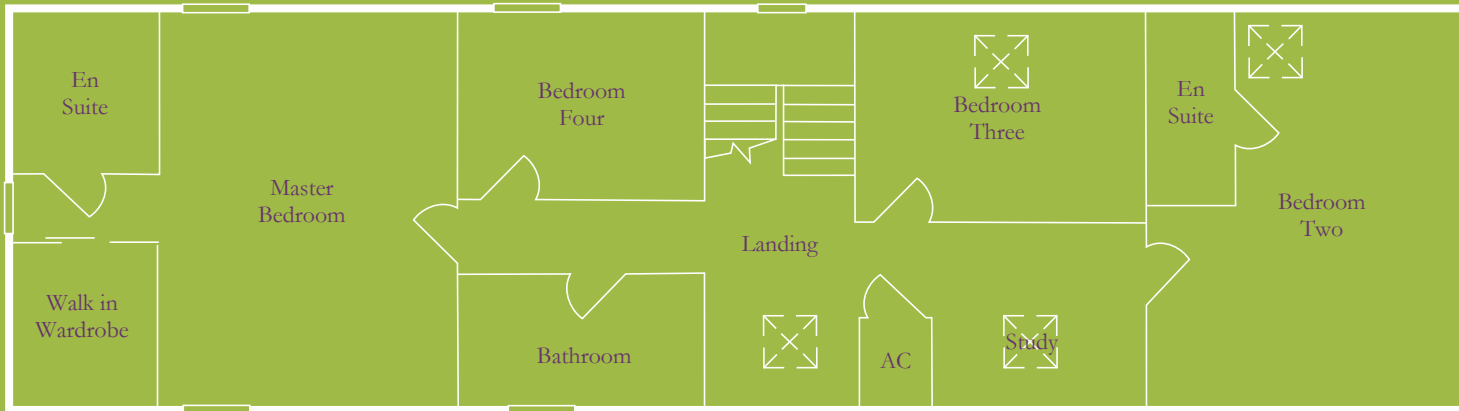 En
Suite
Bedroom
Four
Bedroom
Three
En
Suite
Master
Bedroom
Bedroom
Two
Landing
Walk in
Wardrobe
Bathroom
AC
Study